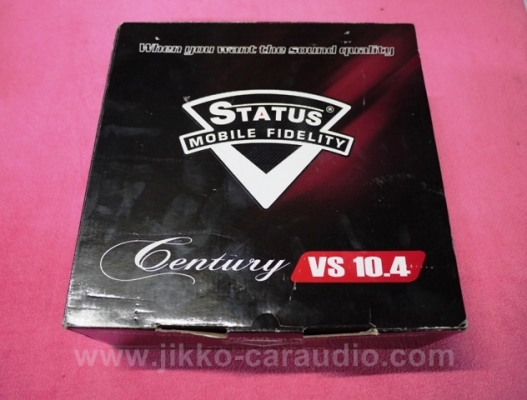 When you want the sound quality
STATUS®
MOBILE FIDELITY
Century VS 10.4
www.jikko-caraudio.com